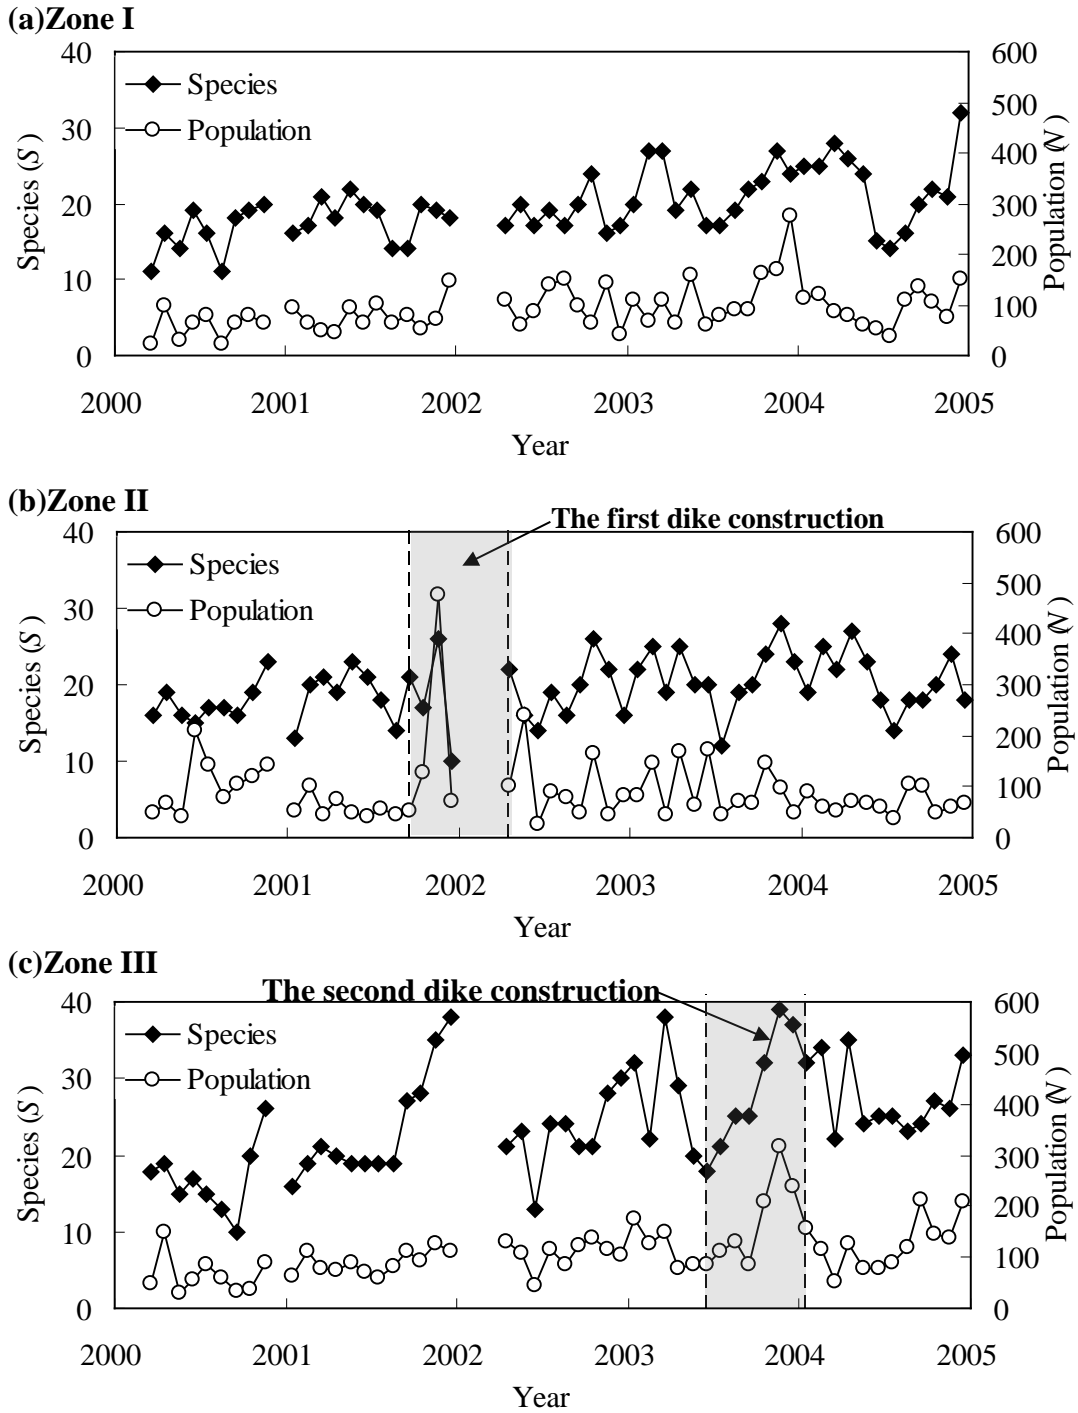 (a)Zone I
40 600
Species
500
30 Population
400
Species (S)
Population (N)
20 300
200
10
100
0 0
2000 2001 2002 2003 2004 2005
Year
(b)Zone II
The first dike construction
40 600
Species
500
30 Population
400
Species (S)
Population (N)
20 300
200
10
100
0 0
2000 2001 2002 2003 2004 2005
Year
(c)Zone III
The second dike construction
40 600
Species
500
30 Population
400
Species (S)
Population (N)
20 300
200
10
100
0 0
2000 2001 2002 2003 2004 2005
Year